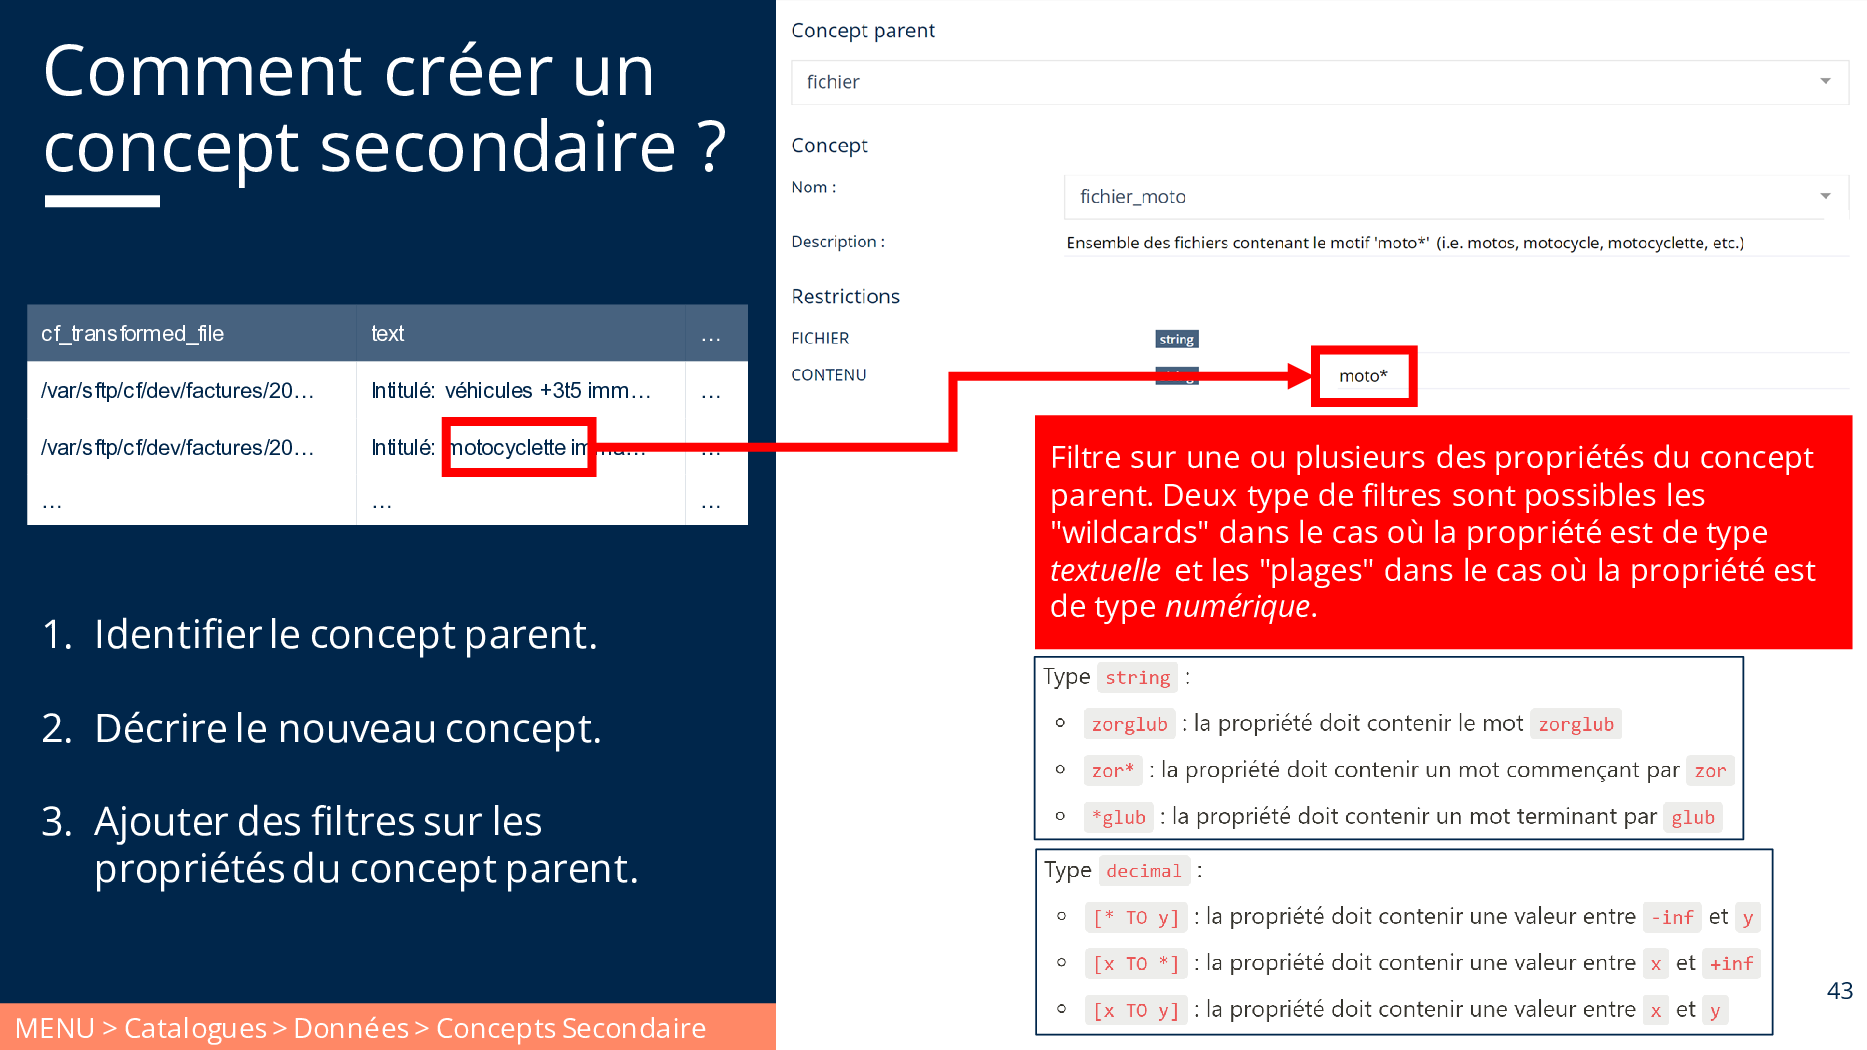 Comment créer un
concept secondaire ?
cf_transformed_file text ...
/var/sftp/cf/dev/factures/20... Intitulé: véhicules +3t5 imm... ...
/var/sftp/cf/dev/factures/20... Intitulé: motocyclette ...
... ... ...
1. Identifier le concept parent.
2. Décrire le nouveau concept.
3. Ajouter des filtres sur les
propriétés du concept parent.
MENU > Catalogues > Données > Concepts Secondaire
Concept parent
fichier
Concept
Nom :
fichier_moto
Description :
Ensemble des fichiers contenant le motif 'moto*' (i.e. motos, motocycle, motocyclette, etc.)
Restrictions
FICHIER string
CONTENU moto*
Filtre sur une ou plusieurs des propriétés du concept
parent. Deux type de filtres sont possibles les
"wildcards" dans le cas où la propriété est de type
textuelle et les "plages" dans le cas où la propriété est
de type numérique.
Type string :
zorglub : la propriété doit contenir le mot zorglub
zor* : la propriété doit contenir un mot commençant par zor
*glub : la propriété doit contenir un mot terminant par glub
Type decimal :
[* TO y] : la propriété doit contenir une valeur entre -inf et y
[x TO *] : la propriété doit contenir une valeur entre x et +inf
[x TO y] : la propriété doit contenir une valeur entre x et y
43